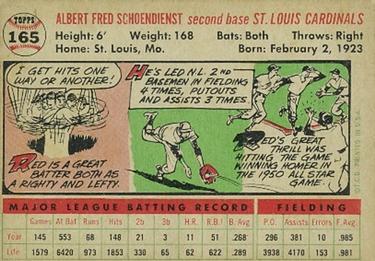 TOPPS
165
ALBERT FRED SCHOENDIENST second base ST. LOUIS CARDINALS
Height: 6' Weight: 168 Bats: Both Throws: Right
Home: St. Louis, Mo. Born: February 2, 1923
I GET HITS ONE WAY OR ANOTHER!
RED IS A GREAT BATTER BOTH AS A RIGHTY AND LEFTY.
HE'S LED N.L. 2ND BASEMEN IN FIELDING 4 TIMES, PUTOUTS AND ASSISTS 3 TIMES.
RED'S GREAT THRILL WAS HITTING THE GAME WINNING HOMER IN THE 1950 ALL STAR GAME.
© T.C.G. PRINTED IN U.S.A.
MAJOR LEAGUE BATTING RECORD FIELDING
Games At Bat Runs Hits 2b 3b H.R. R.B.I. B. Avg P.O. Assists Errors F. Avg.
Year 145 553 68 148 21 3 11 51 .268 296 381 10 .985
Life 1579 6420 937 330 65 62 .289 3938 .981